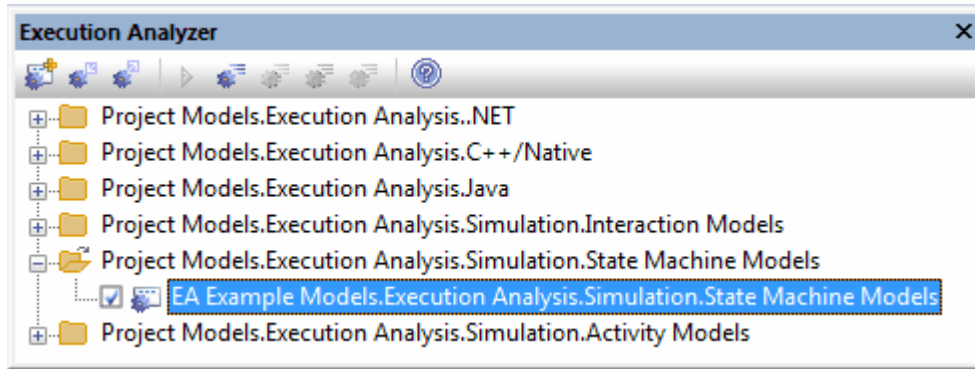 Execution Analyzer
Project Models.Execution Analysis..NET
Project Models.Execution Analysis.C++/Native
Project Models.Execution Analysis.Java
Project Models.Execution Analysis.Simulation.Interaction Models
Project Models.Execution Analysis.Simulation.State Machine Models
EA Example Models.Execution Analysis.Simulation.State Machine Models
Project Models.Execution Analysis.Simulation.Activity Models